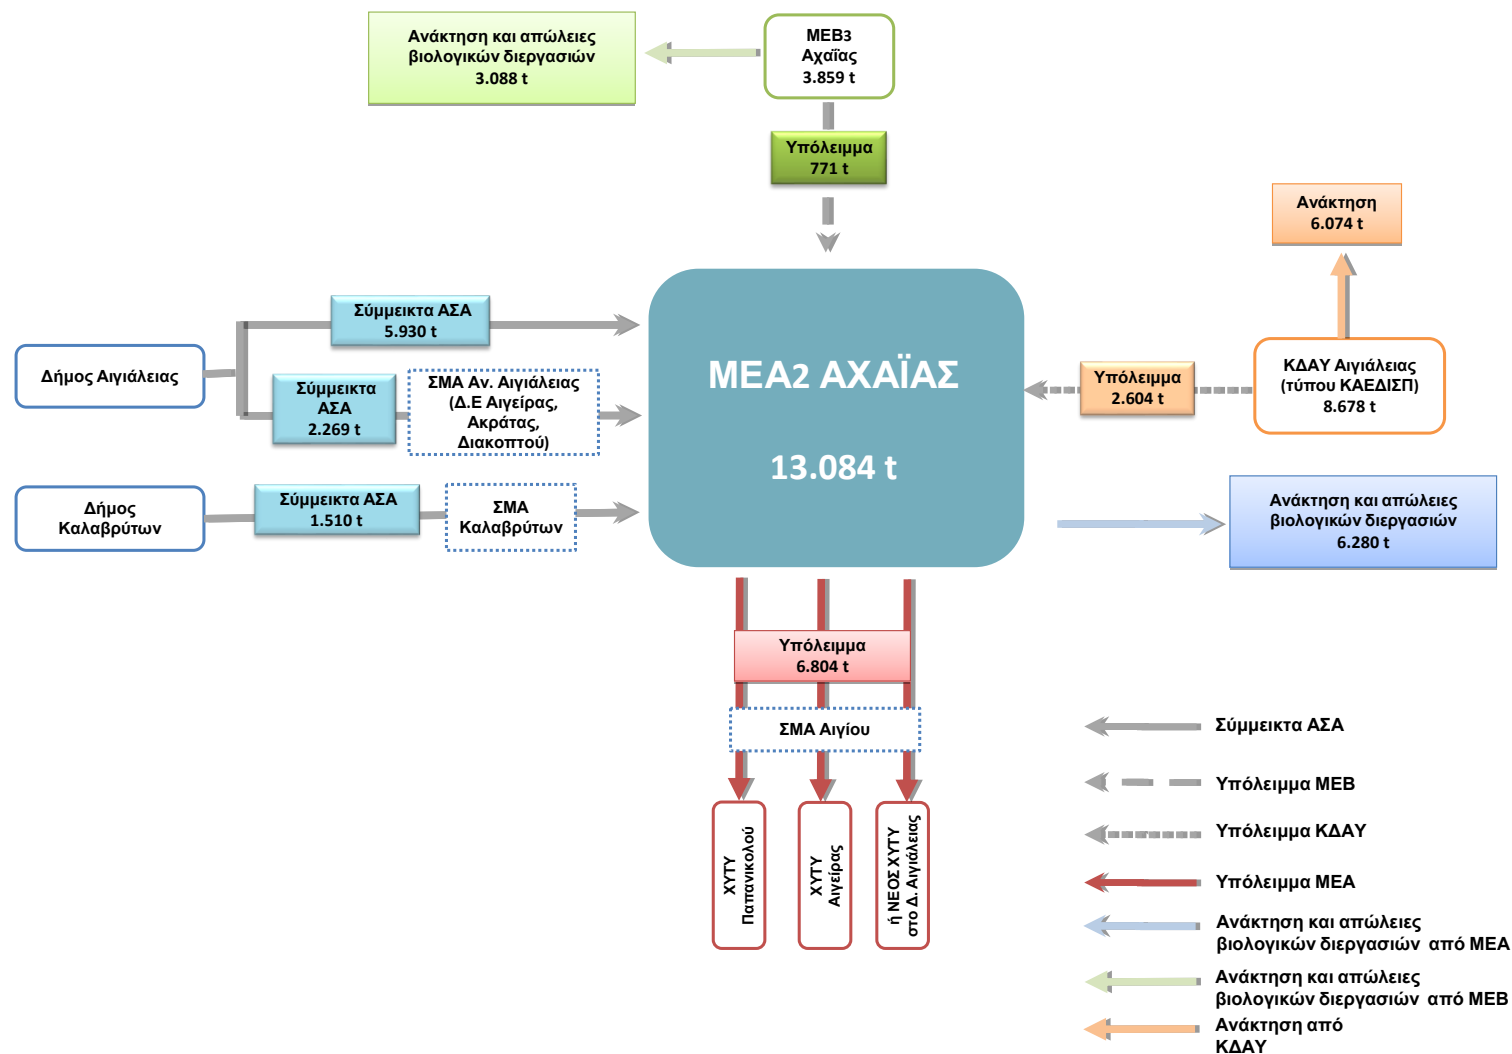 Ανάκτηση και απώλειες
βιολογικών διεργασιών
3.088 t
ΜΕΒ3
Αχαΐας
3.859 t
Υπόλειμμα
771 t
Ανάκτηση
6.074 t
Σύμμεικτα ΑΣΑ
5.930 t
Δήμος Αιγιάλειας
Σύμμεικτα
ΑΣΑ
2.269 t
ΣΜΑ Αν. Αιγιάλειας
(Δ.Ε Αιγείρας,
Ακράτας,
Διακοπτού)
ΜΕΑ2 ΑΧΑΪΑΣ
13.084 t
Υπόλειμμα
2.604 t
ΚΔΑΥ Αιγιάλειας
(τύπου ΚΑΕΔΙΣΠ)
8.678 t
Δήμος
Καλαβρύτων
Σύμμεικτα ΑΣΑ
1.510 t
ΣΜΑ
Καλαβρύτων
Ανάκτηση και απώλειες
βιολογικών διεργασιών
6.280 t
Υπόλειμμα
6.804 t
ΣΜΑ Αιγίου
ΧΥΤΥ
Παπανικολού
ΧΥΤΥ
Αιγείρας
ή ΝΕΟΣ ΧΥΤΥ
στο Δ. Αιγιάλειας
Σύμμεικτα ΑΣΑ
Υπόλειμμα ΜΕΒ
Υπόλειμμα ΚΔΑΥ
Υπόλειμμα ΜΕΑ
Ανάκτηση και απώλειες
βιολογικών διεργασιών από ΜΕΑ
Ανάκτηση και απώλειες
βιολογικών διεργασιών από ΜΕΒ
Ανάκτηση από
ΚΔΑΥ